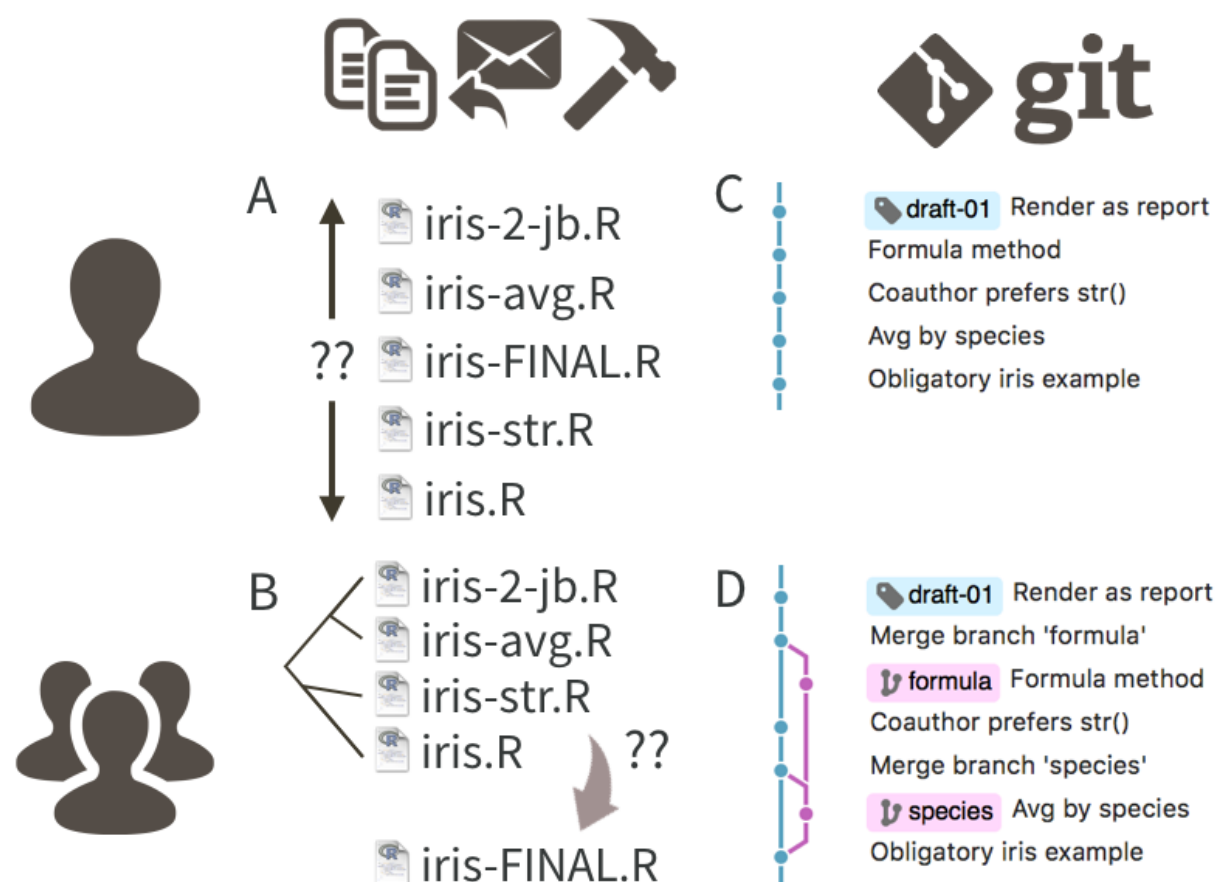 git
A
iris-2-jb.R
iris-avg.R
??
iris-FINAL.R
iris-str.R
iris.R
C
draft-01 Render as report
Formula method
Coauthor prefers str()
Avg by species
Obligatory iris example
B
iris-2-jb.R
iris-avg.R
iris-str.R
iris.R
??
iris-FINAL.R
D
draft-01 Render as report
Merge branch 'formula'
formula Formula method
Coauthor prefers str()
Merge branch 'species'
species Avg by species
Obligatory iris example